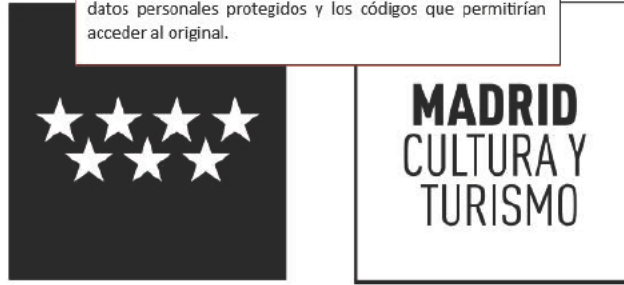 datos personales protegidos y los códigos que permitirían
acceder al original.
MADRID
CULTURA Y
TURISMO